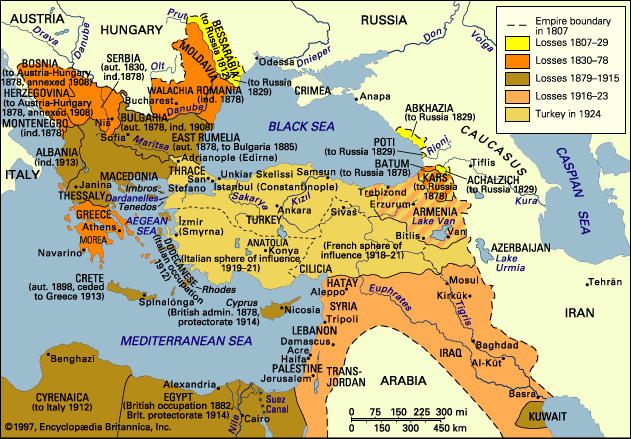 AUSTRIA
HUNGARY
RUSSIA
Drava
Danube
Prut
BESSARABIA
(to Russia 1812)
MOLDAVIA
Don
Volga
Dnieper
Odessa
(to Russia
1829)
CRIMEA
Anapa
BOSNIA
(to Austria-Hungary
1878, annexed 1908)
HERZEGOVINA
(to Austria-Hungary
1878, annexed 1908)
MONTENEGRO
(ind.1878)
SERBIA
(aut. 1830,
ind.1878)
Olt
WALACHIA
ROMANIA
(ind. 1878)
Bucharest
Danube
Niš
Sofia
BULGARIA
(aut. 1878, ind. 1908)
EAST RUMELIA
(aut. 1878, to Bulgaria 1885)
Maritsa
Adrianople (Edirne)
BLACK SEA
ABKHAZIA
(to Russia 1829)
CAUCASUS
POTI
(to Russia 1829)
Rioni
BATUM
(to Russia 1878)
Tiflis
KARS
(to Russia
1878)
ACHALZICH
(to Russia 1829)
Kura
CASPIAN SEA
ALBANIA
(ind.1913)
ITALY
MACEDONIA
THRACE
San
Stefano
Unkiar Skelessi
Istanbul (Constantinople)
Samsun
Trebizond
Erzurum
ARMENIA
Lake Van
Van
Bitlis
AZERBAIJAN
Lake
Urmia
Janina
Imbros
Dardanelles
Tenedos
THESSALY
GREECE
AEGEAN
SEA
Athens
MOREA
Navarino
Sakarya
Kızıl
Ankara
Sivas
TURKEY
Izmir
(Smyrna)
ANATOLIA
Konya
(Italian sphere of
influence
1919–21)
(French sphere of
influence 1918–21)
CILICIA
DODECANESE
(Italian occupation
1912)
Rhodes
CRETE
(aut. 1898, ceded
to Greece 1913)
Spinalónga
Cyprus
(British admin. 1878,
protectorate 1914)
Nicosia
HATAY
Aleppo
SYRIA
Tripoli
LEBANON
Damascus
Acre
Haifa
PALESTINE
Jerusalem
TRANS-
JORDAN
Euphrates
Mosul
Kirkūk
Tigris
Baghdad
IRAQ
Al-Kūt
Basra
KUWAIT
Tehrān
IRAN
ARABIA
MEDITERRANEAN SEA
Benghazi
CYRENAICA
(to Italy 1912)
Alexandria
EGYPT
(British occupation 1882,
Brit. protectorate 1914)
Nile
Cairo
Suez
Canal
Empire boundary
in 1807
Losses 1807–29
Losses 1830–78
Losses 1879–1915
Losses 1916–23
Turkey in 1924
0 75 150 225 300 mi
0 150 300 450 km
©1997, Encyclopædia Britannica, Inc.